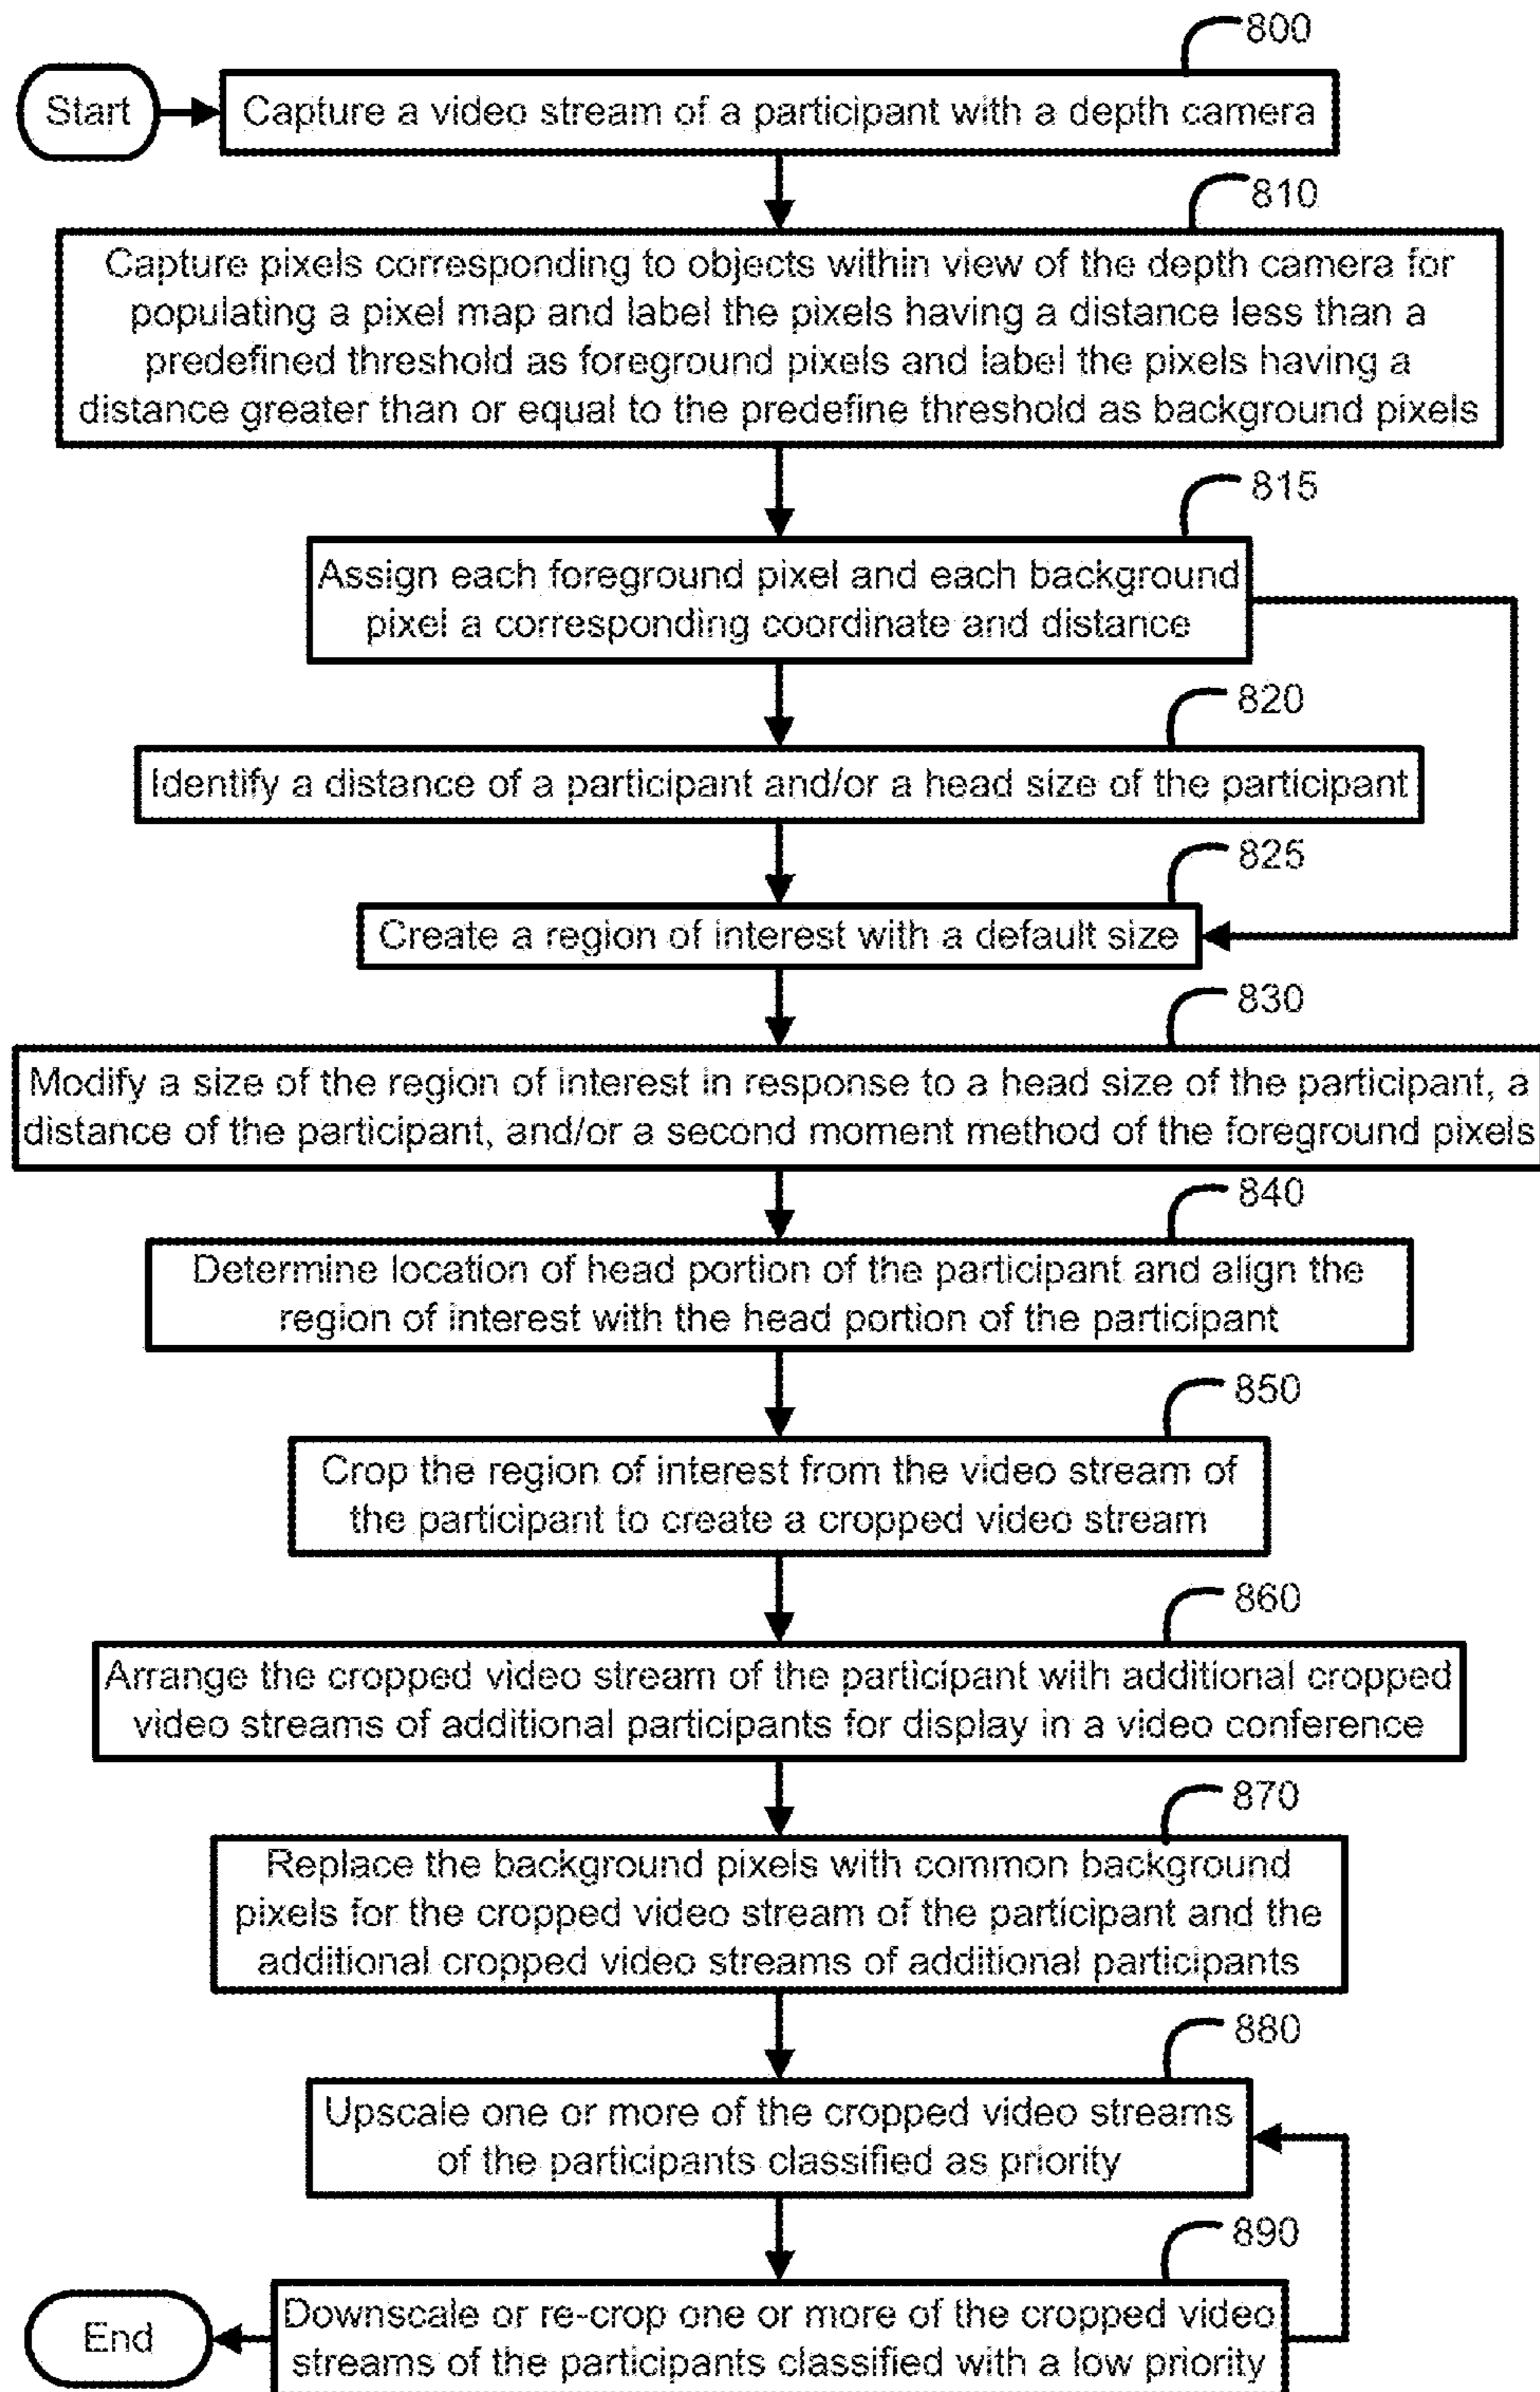 800
Start
Capture a video stream of a participant with a depth camera
810
Capture pixels corresponding to objects within view of the depth camera for
populating a pixel map and label the pixels having a distance less than a
predefined threshold as foreground pixels and label the pixels having a
distance greater than or equal to the predefine threshold as background pixels
815
Assign each foreground pixel and each background
pixel a corresponding coordinate and distance
820
Identify a distance of a participant and/or a head size of the participant
825
Create a region of interest with a default size
830
Modify a size of the region of interest in response to a head size of the participant, a
distance of the participant, and/or a second moment method of the foreground pixels
840
Determine location of head portion of the participant and align the
region of interest with the head portion of the participant
850
Crop the region of interest from the video stream of
the participant to create a cropped video stream
860
Arrange the cropped video stream of the participant with additional cropped
video streams of additional participants for display in a video conference
870
Replace the background pixels with common background
pixels for the cropped video stream of the participant and the
additional cropped video streams of additional participants
880
Upscale one or more of the cropped video streams
of the participants classified as priority
890
Downscale or re-crop one or more of the cropped video
streams of the participants classified with a low priority
End